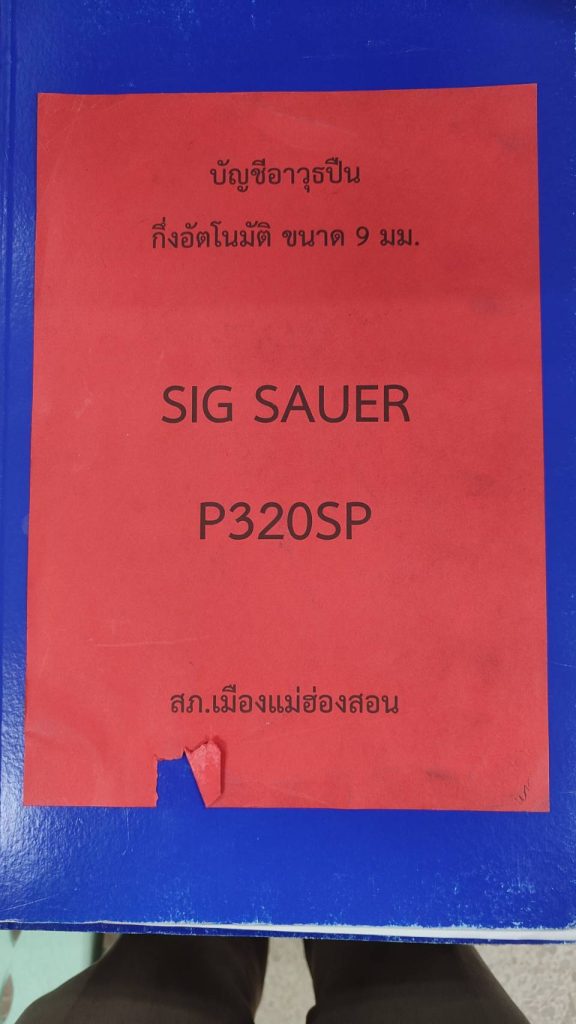 บัญชีอาวุธปืน
กึ่งอัตโนมัติ ขนาด 9 มม.
SIG SAUER
P320SP
สภ.เมืองแม่ฮ่องสอน